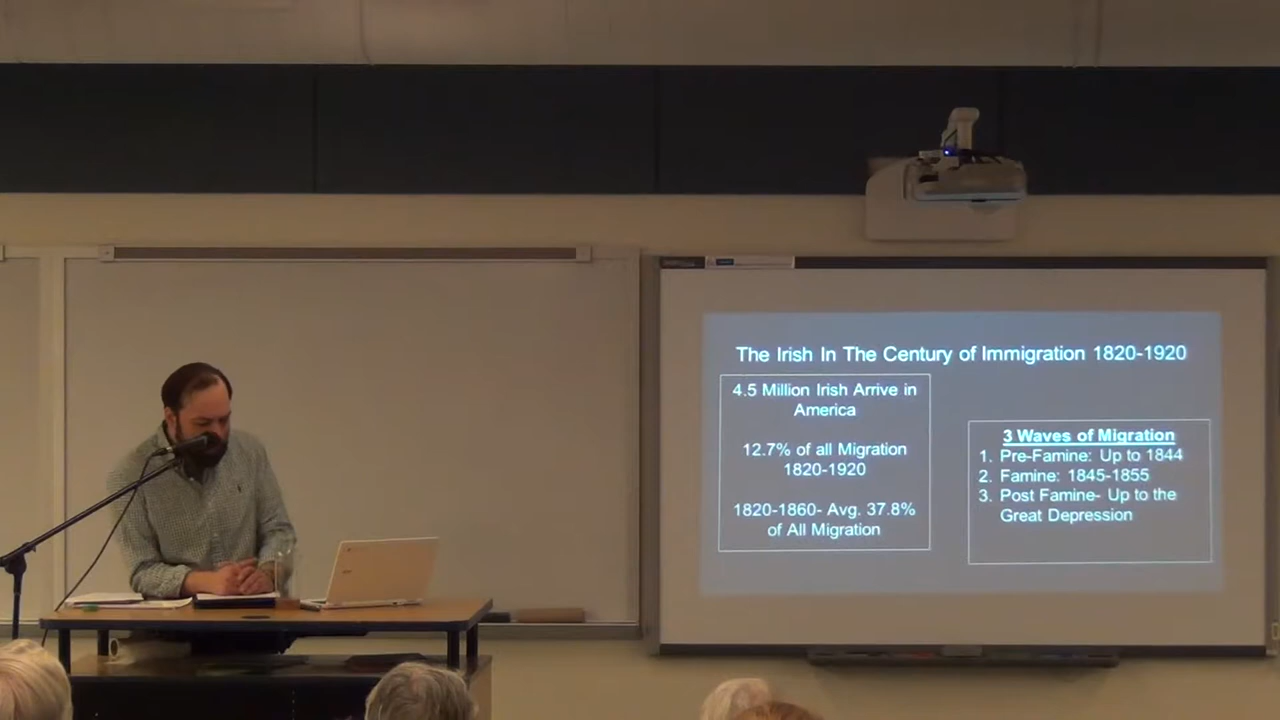 The Irish In The Century of Immigration 1820-1920
4.5 Million Irish Arrive in
America
12.7% of all Migration
1820-1920
1820-1860- Avg. 37.8%
of All Migration
3 Waves of Migration
1. Pre-Famine: Up to 1844
2. Famine: 1845-1855
3. Post Famine- Up to the
Great Depression